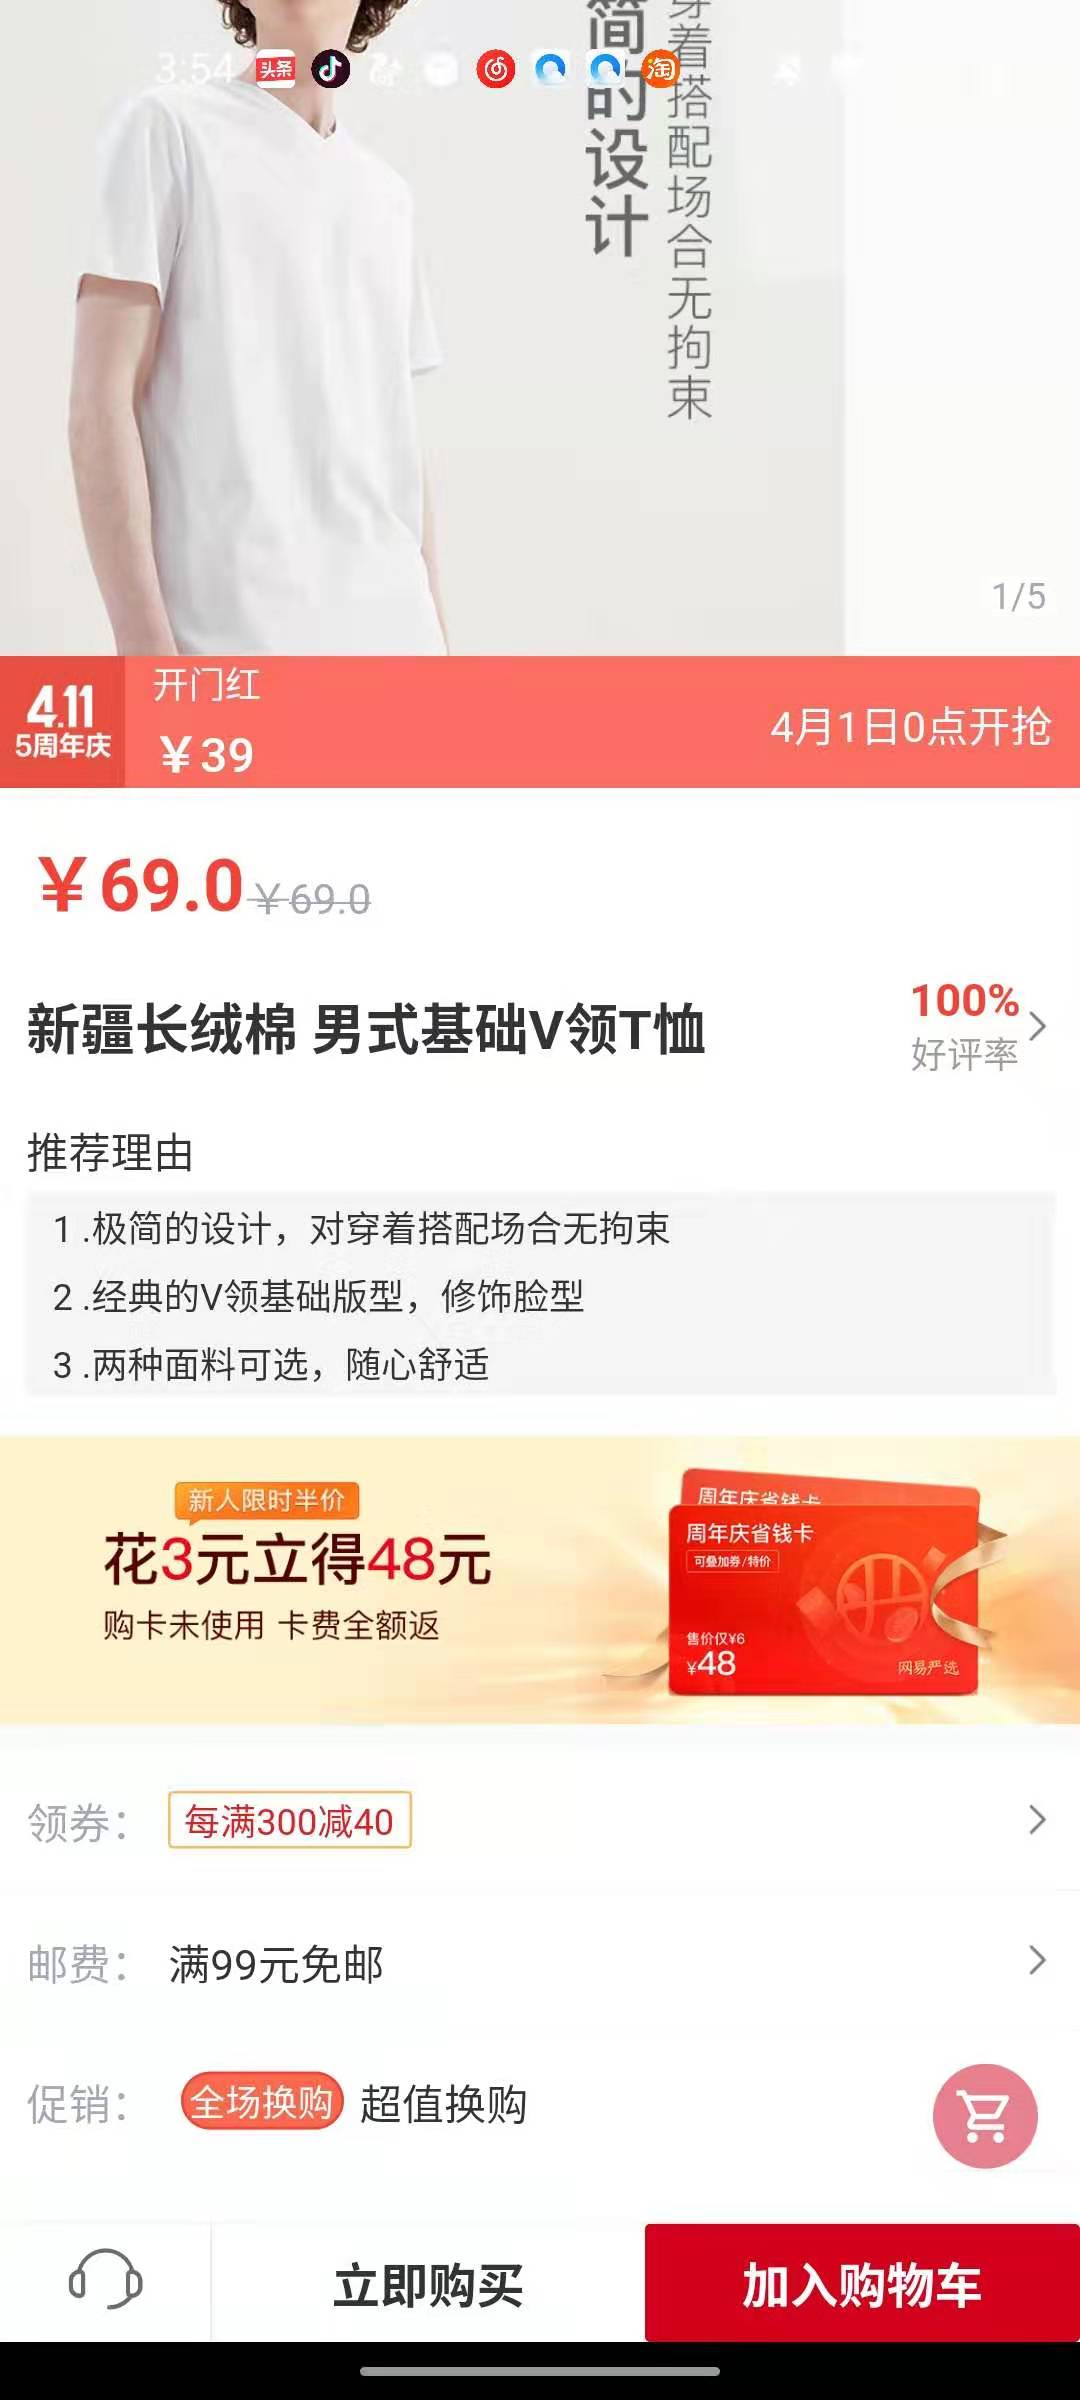 3:54
头条
淘
简的设计
穿着搭配场合无拘束
1/5
4.11
5周年庆
开门红
¥39
4月1日0点开抢
¥69.0 ¥69.0
新疆长绒棉 男式基础V领T恤
100%
好评率
推荐理由
1 .极简的设计，对穿着搭配场合无拘束
2 .经典的V领基础版型，修饰脸型
3 .两种面料可选，随心舒适
新人限时半价
花3元立得48元
购卡未使用 卡费全额返
周年庆省钱卡
周年庆省钱卡
可叠加券/特价
售价仅¥6
¥48
网易严选
领券：
每满300减40
邮费：
满99元免邮
促销：
全场换购 超值换购
立即购买
加入购物车